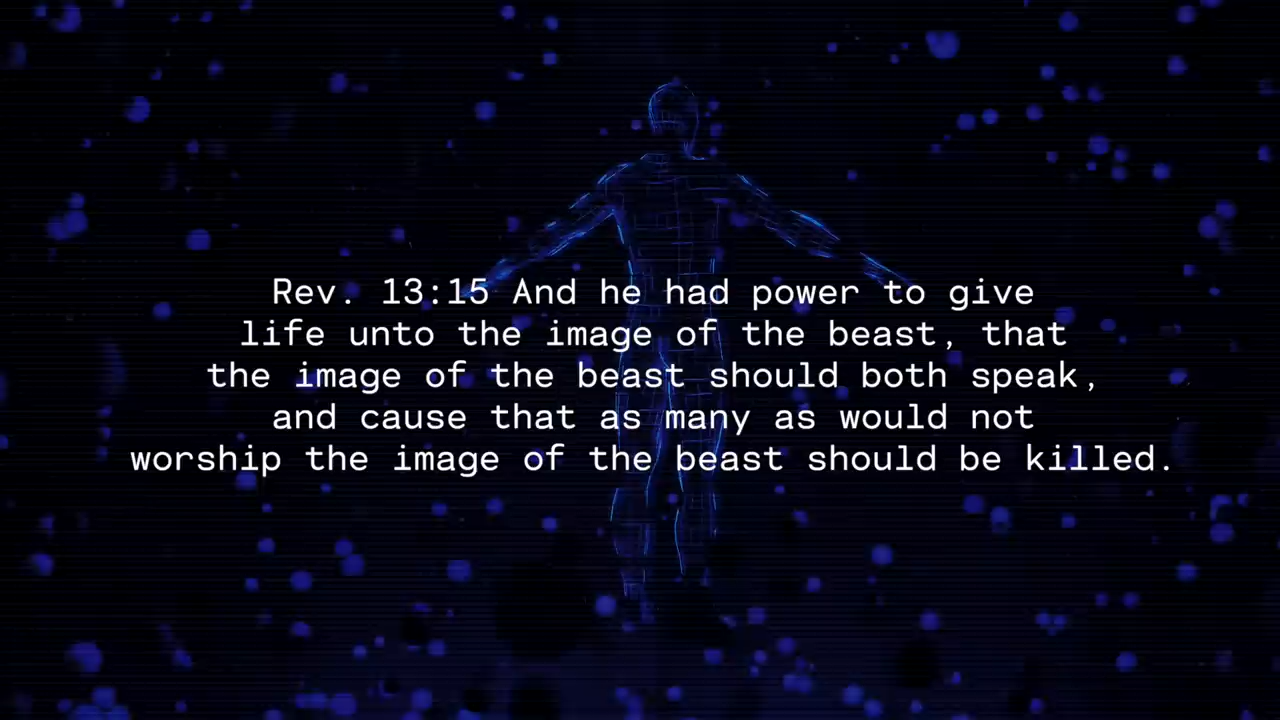 Rev. 13:15 And he had power to give
life unto the image of the beast, that
the image of the beast should both speak,
and cause that as many as would not
worship the image of the beast should be killed.